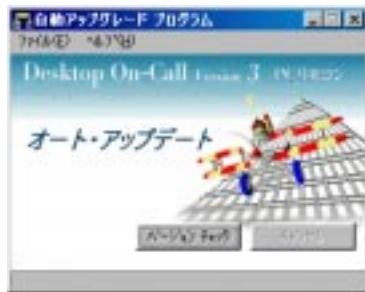 自動アップグレード プログラム
ファイル(F) ヘルプ(H)
Desktop On-Call Version 3
オート・アップデート
バージョン チェック